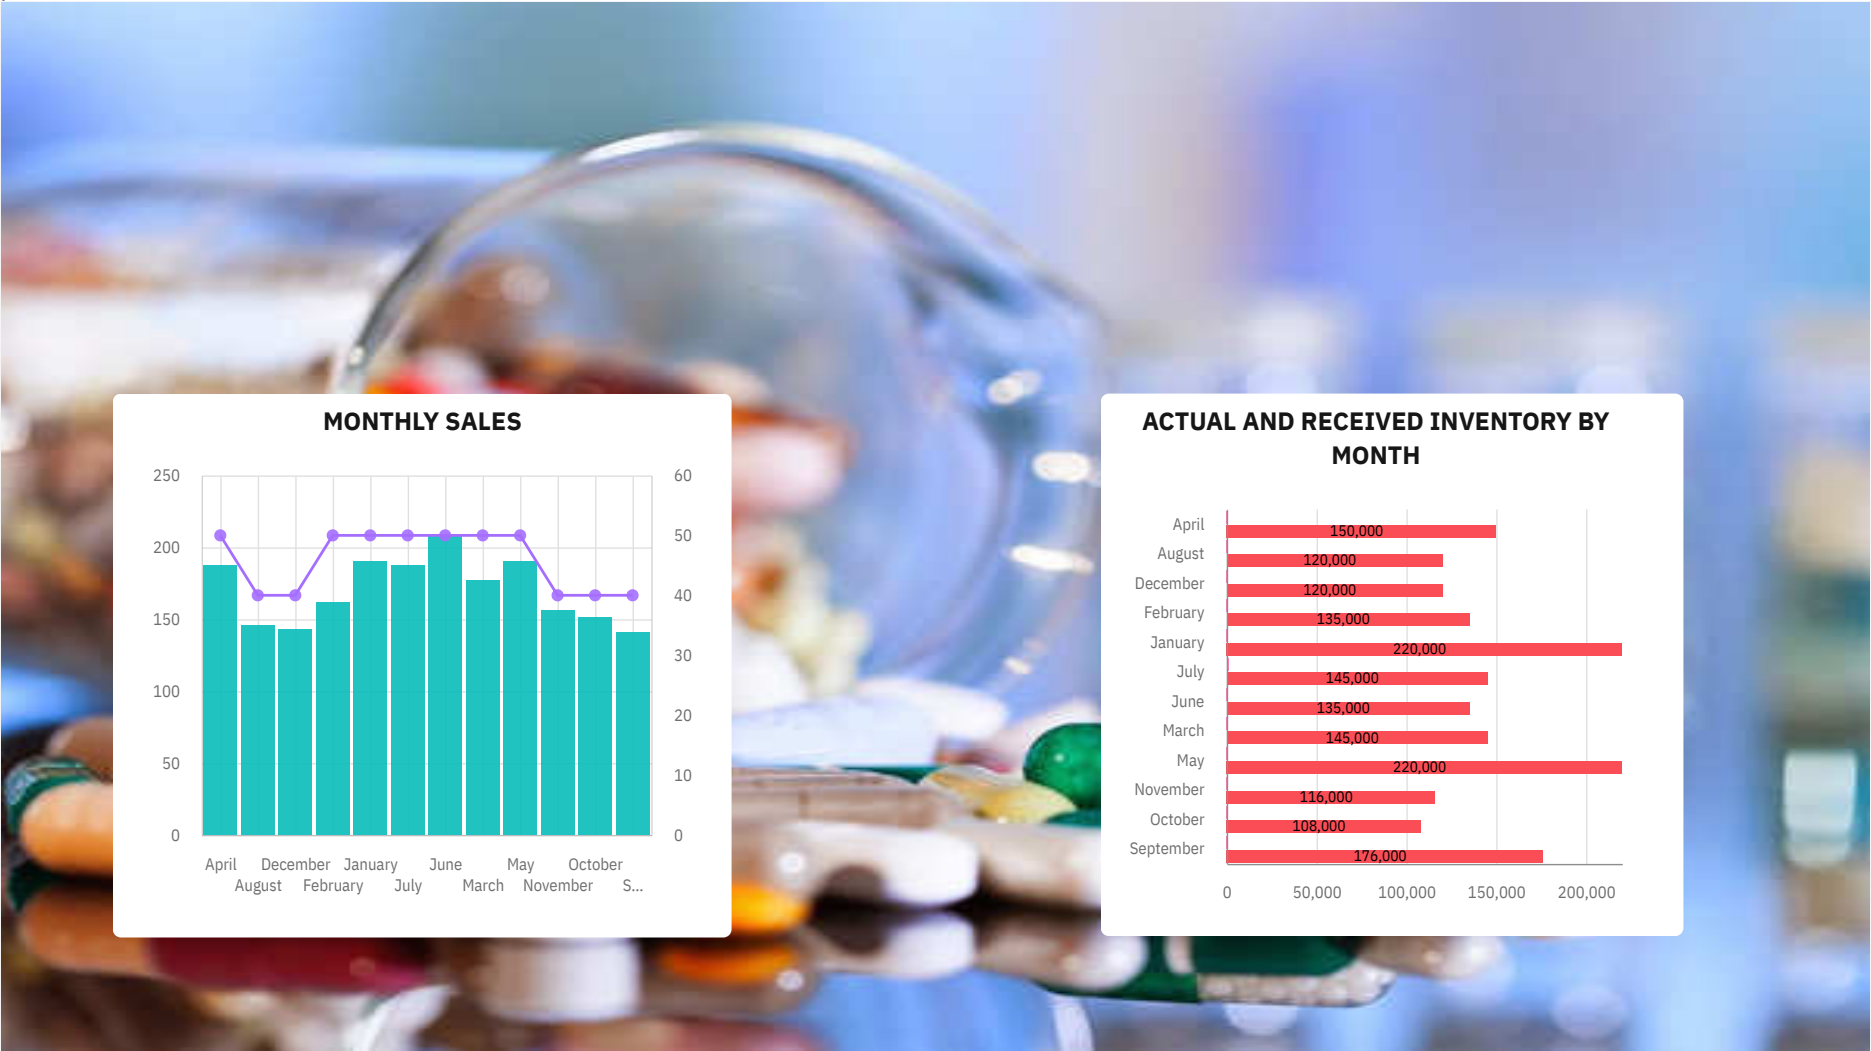 MONTHLY SALES
250
200
150
100
50
0
60
50
40
30
20
10
0
April December January June May October
August February July March November S...
ACTUAL AND RECEIVED INVENTORY BY
MONTH
April 150,000
August 120,000
December 120,000
February 135,000
January 220,000
July 145,000
June 135,000
March 145,000
May 220,000
November 116,000
October 108,000
September 176,000
0 50,000 100,000 150,000 200,000